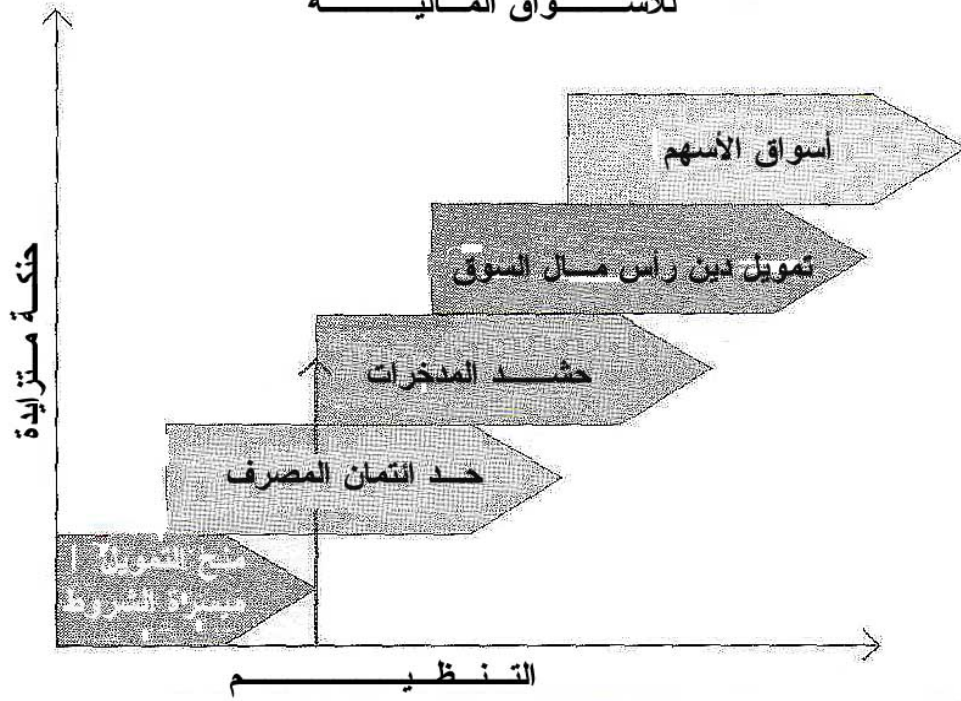 للأسواق المالية
أسواق الأسهم
تمويل دين رأس مال السوق
حشد المدخرات
حد ائتمان المصرف
منح التمويل
ميسرة الشروط
حنكة متزايدة
التنظيم